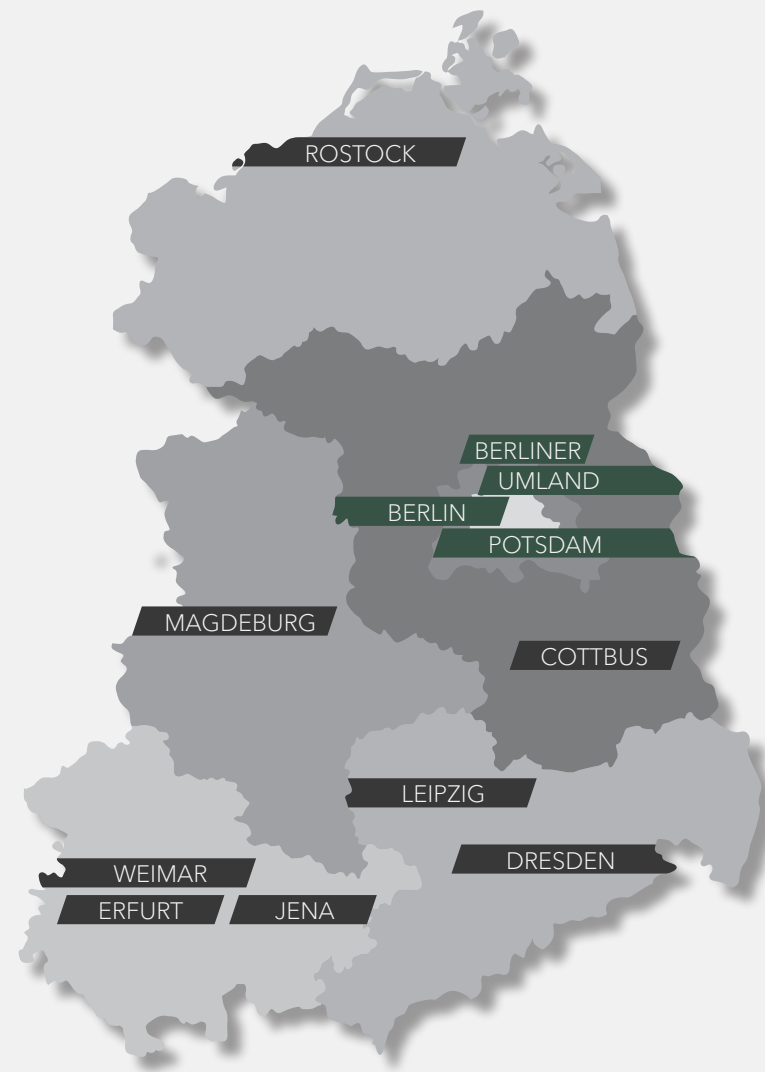 ROSTOCK
BERLINER
UMLAND
BERLIN
POTSDAM
MAGDEBURG
COTTBUS
LEIPZIG
DRESDEN
WEIMAR
ERFURT
JENA